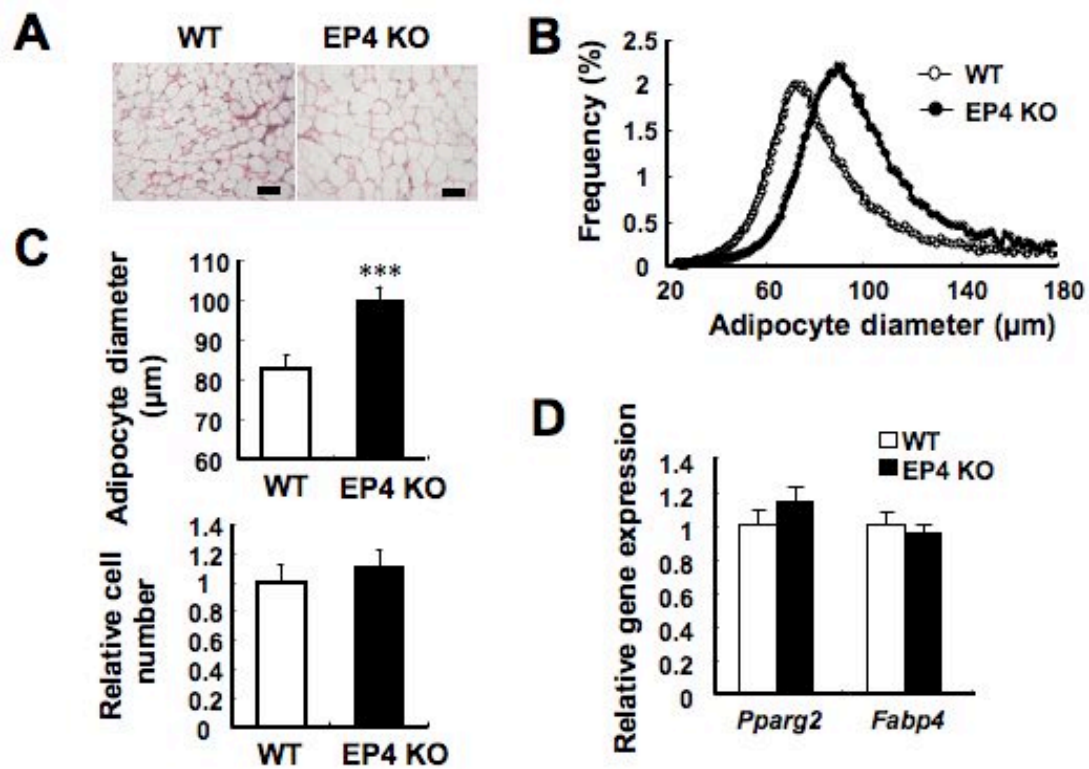 A
WT
EP4 KO
B
Frequency (%)
2.5
2
1.5
1
0.5
0
20
60
100
140
180
Adipocyte diameter (µm)
WT
EP4 KO
C
Adipocyte diameter
(µm)
110
100
90
80
70
60
***
WT
EP4 KO
Relative cell
number
1.4
1.2
1
0.8
0.6
0.4
0.2
0
WT
EP4 KO
D
Relative gene expression
WT
EP4 KO
1.4
1.2
1
0.8
0.6
0.4
0.2
0
Pparg2
Fabp4